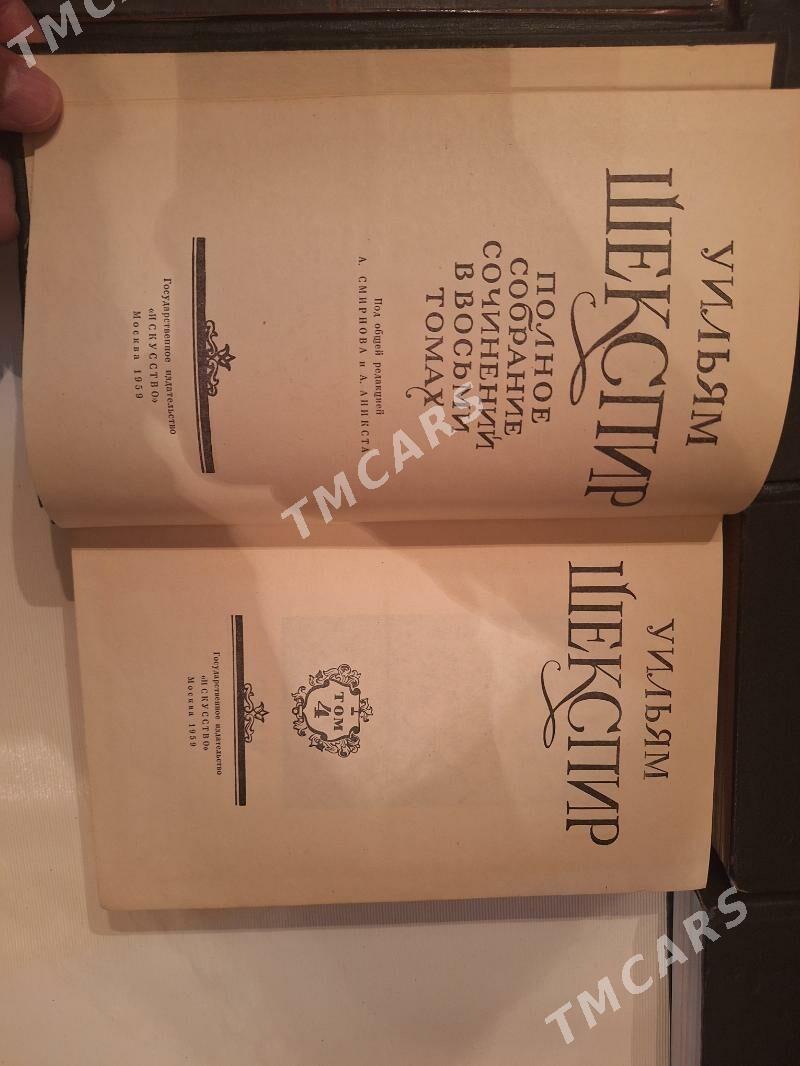 УИЛЬЯМ
ШЕКСПИР
ПОЛНОЕ
СОБРАНИЕ
СОЧИНЕНИЙ
В ВОСЬМИ
ТОМАХ
Под общей редакцией
А. СМИРНОВА и А. АНИКСТА
Государственное издательство
«ИСКУССТВО»
Москва 1959
УИЛЬЯМ
ШЕКСПИР
ТОМ
4
Государственное издательство
«ИСКУССТВО»
Москва 1959
TMCARS
TMCARS
TMCARS